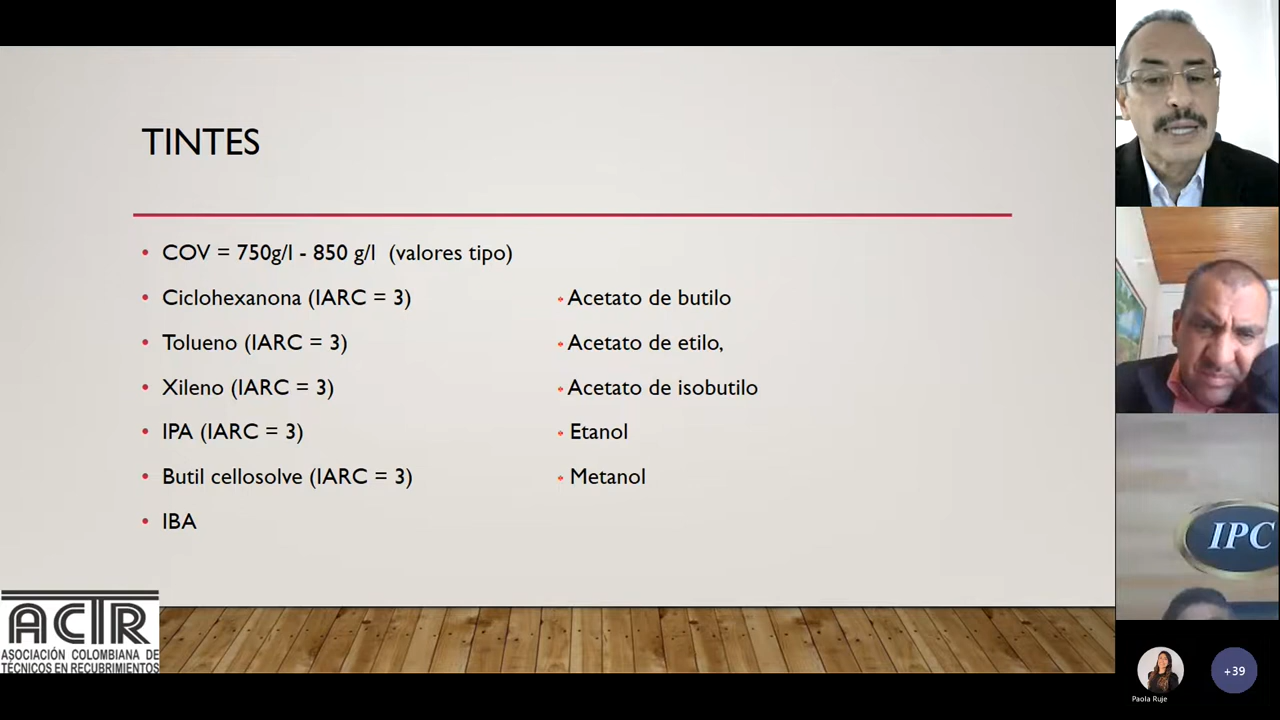 TINTES
COV = 750g/l - 850 g/l (valores tipo)
Ciclohexanona (IARC = 3)
Tolueno (IARC = 3)
Xileno (IARC = 3)
IPA (IARC = 3)
Butil cellosolve (IARC = 3)
IBA
Acetato de butilo
Acetato de etilo,
Acetato de isobutilo
Etanol
Metanol
ACTR
ASOCIACIÓN COLOMBIANA DE
TÉCNICOS EN RECUBRIMIENTOS
IPC
Paola Ruje
+39